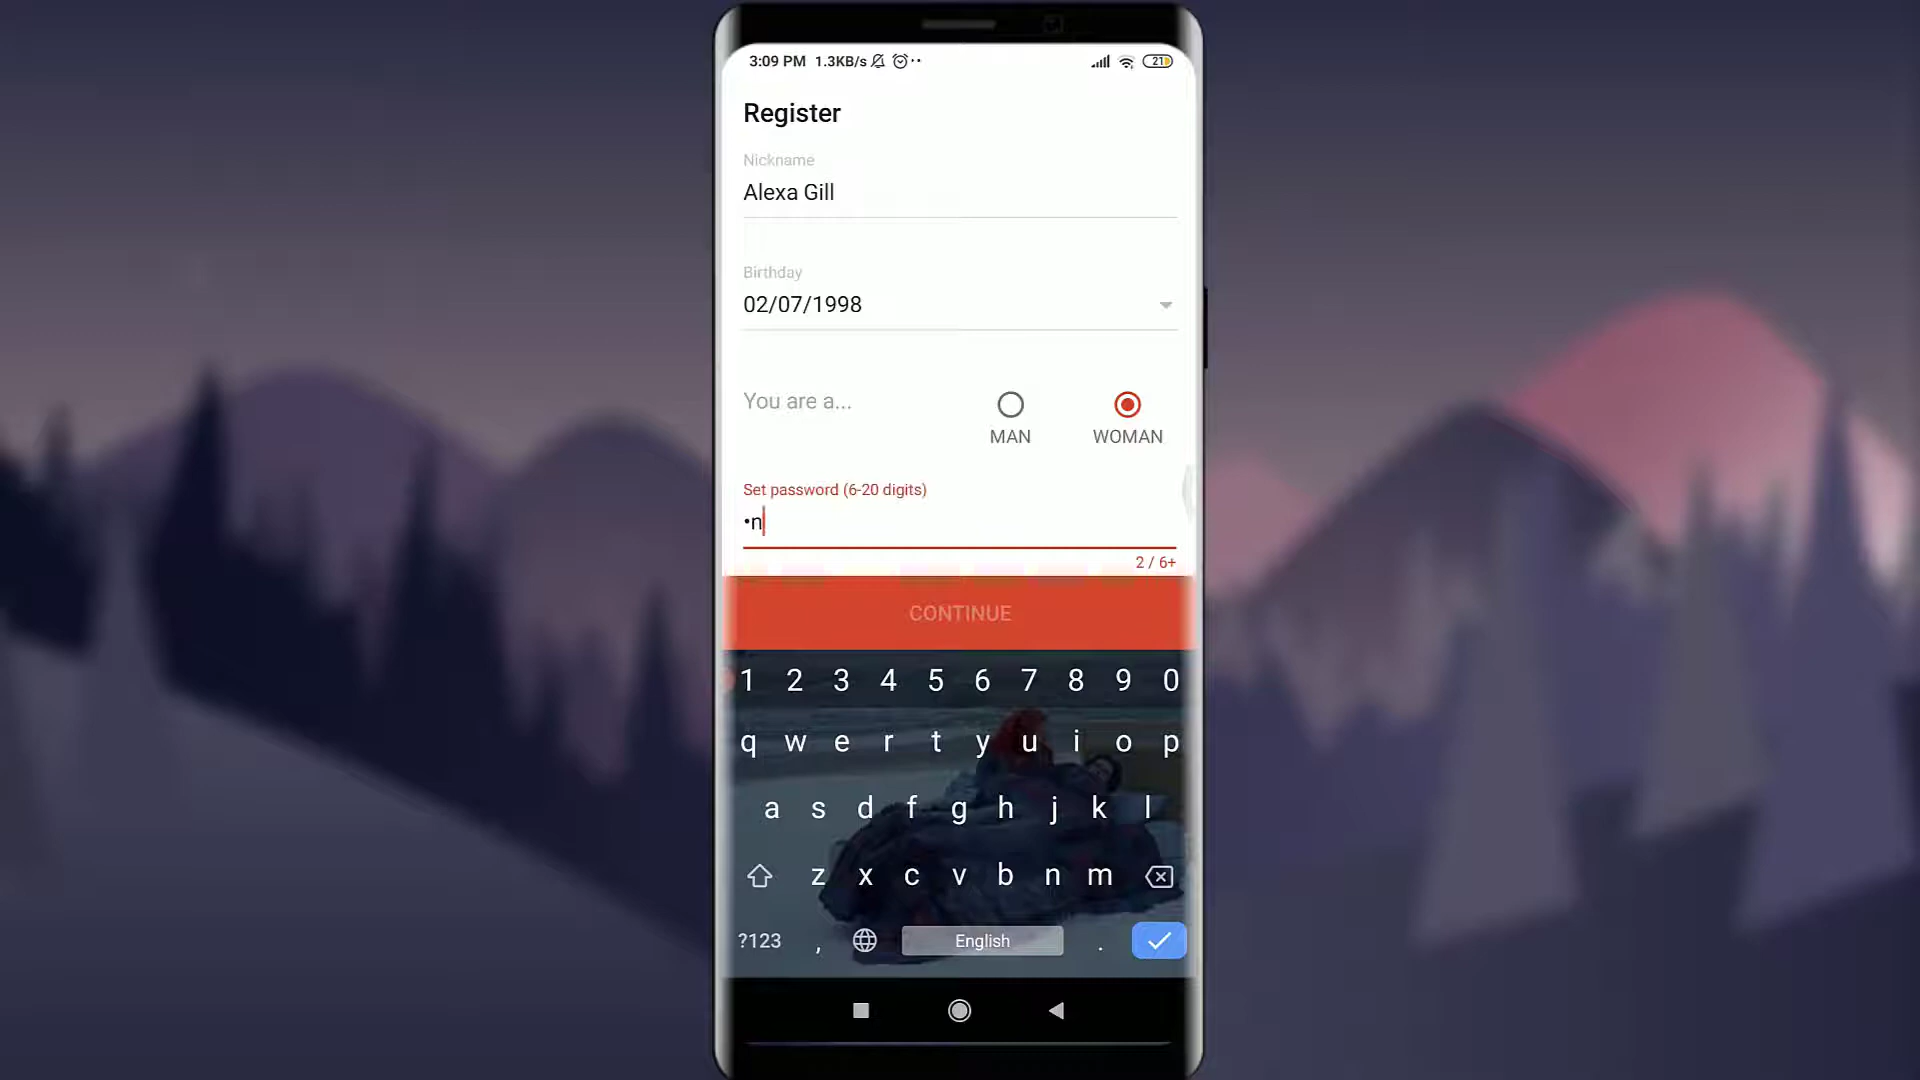 3:09 PM 1.3KB/s 21
Register
Nickname
Alexa Gill
Birthday
02/07/1998
You are a...
MAN
WOMAN
Set password (6-20 digits)
•n
2 / 6+
CONTINUE
1 2 3 4 5 6 7 8 9 0
q w e r t y u i o p
a s d f g h j k l
z x c v b n m
?123 , English .